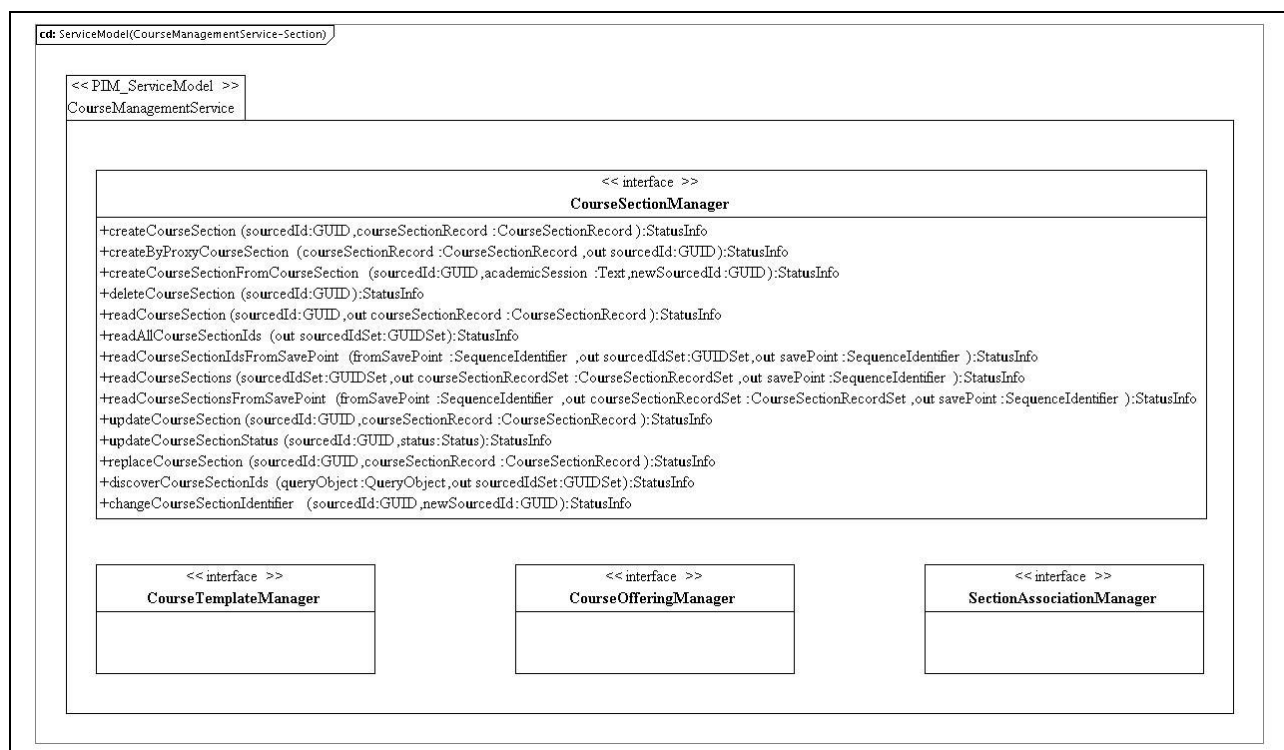 cd: ServiceModel(CourseManagementService-Section)
<< PIM_ServiceModel >>
CourseManagementService
<< interface >>
CourseSectionManager
+createCourseSection (sourcedId:GUID,courseSectionRecord :CourseSectionRecord ):StatusInfo
+createByProxyCourseSection (courseSectionRecord :CourseSectionRecord ,out sourcedId:GUID):StatusInfo
+createCourseSectionFromCourseSection (sourcedId:GUID,academicSession :Text,newSourcedId:GUID):StatusInfo
+deleteCourseSection (sourcedId:GUID):StatusInfo
+readCourseSection (sourcedId:GUID,out courseSectionRecord :CourseSectionRecord ):StatusInfo
+readAllCourseSectionIds (out sourcedIdSet:GUIDSet):StatusInfo
+readCourseSectionIdsFromSavePoint (fromSavePoint :SequenceIdentifier ,out sourcedIdSet:GUIDSet,out savePoint :SequenceIdentifier ):StatusInfo
+readCourseSections (sourcedIdSet:GUIDSet,out courseSectionRecordSet :CourseSectionRecordSet ,out savePoint :SequenceIdentifier ):StatusInfo
+readCourseSectionsFromSavePoint (fromSavePoint :SequenceIdentifier ,out courseSectionRecordSet :CourseSectionRecordSet ,out savePoint :SequenceIdentifier ):StatusInfo
+updateCourseSection (sourcedId:GUID,courseSectionRecord :CourseSectionRecord ):StatusInfo
+updateCourseSectionStatus (sourcedId:GUID,status:Status):StatusInfo
+replaceCourseSection (sourcedId:GUID,courseSectionRecord :CourseSectionRecord ):StatusInfo
+discoverCourseSectionIds (queryObject:QueryObject,out sourcedIdSet:GUIDSet):StatusInfo
+changeCourseSectionIdentifier (sourcedId:GUID,newSourcedId:GUID):StatusInfo
<< interface >>
CourseTemplateManager
<< interface >>
CourseOfferingManager
<< interface >>
SectionAssociationManager